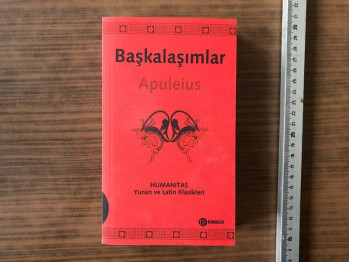 Başkalaşımlar
Apuleius
HUMANITAS
Yunan ve Latin Klasikleri